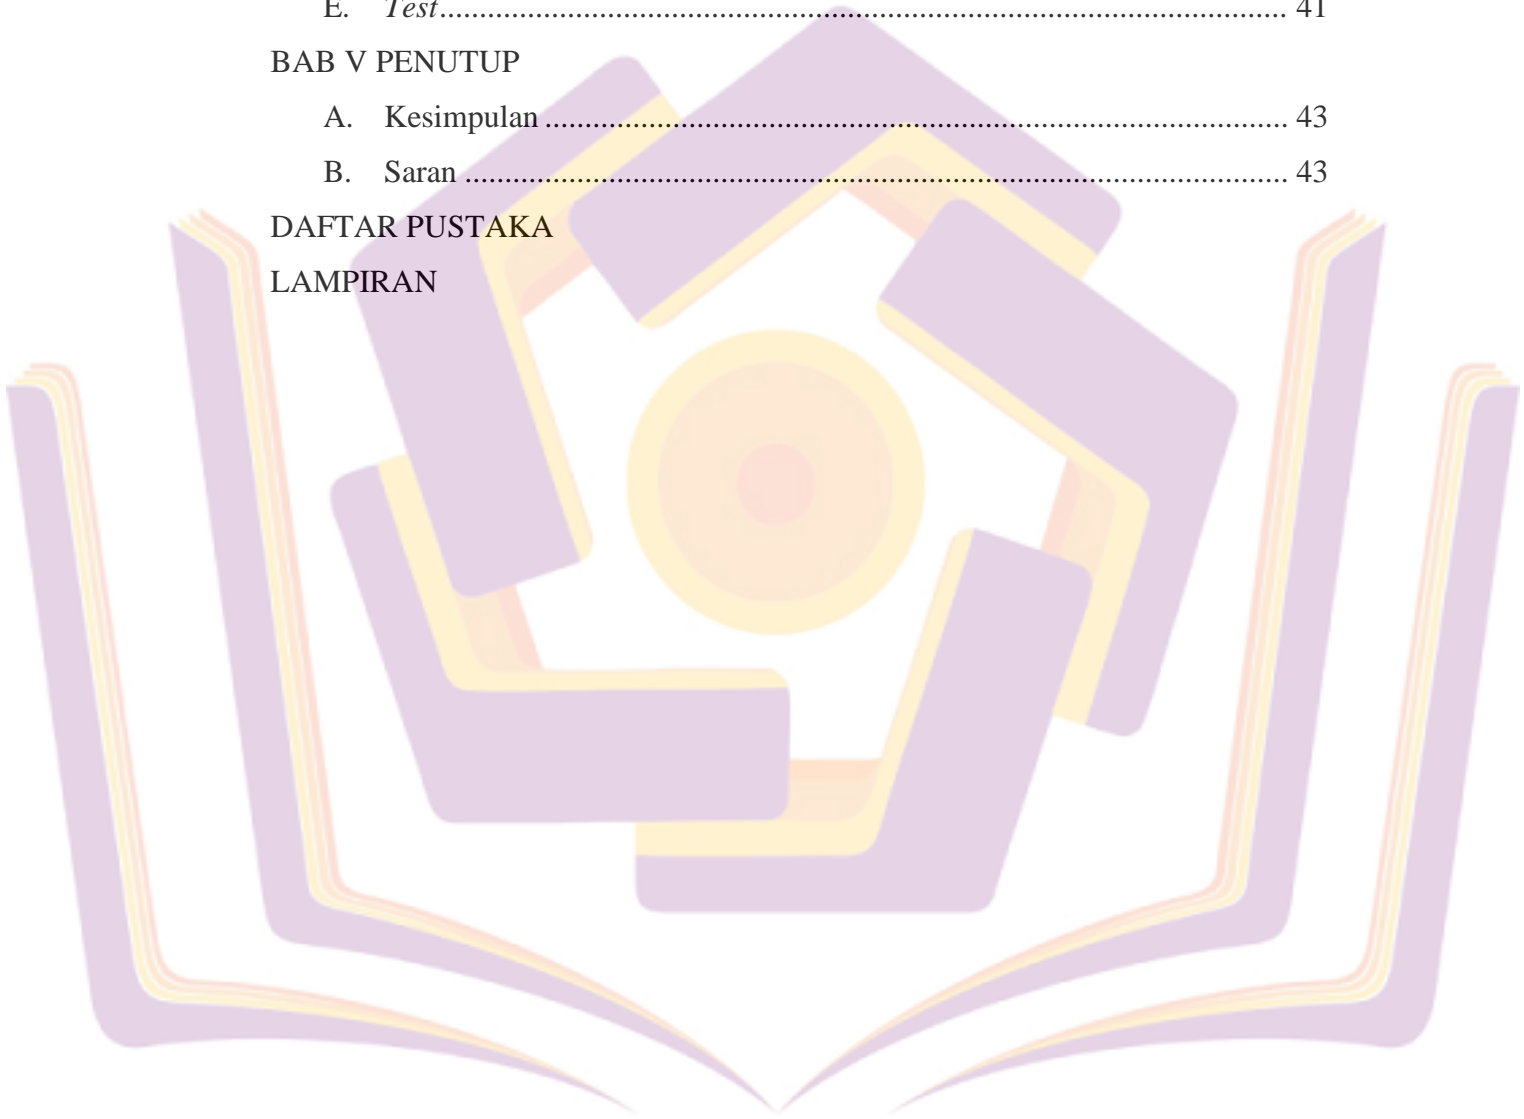 E. Test........................................................................................................... 41
BAB V PENUTUP
A. Kesimpulan.............................................................................................. 43
B. Saran........................................................................................................ 43
DAFTAR PUSTAKA
LAMPIRAN